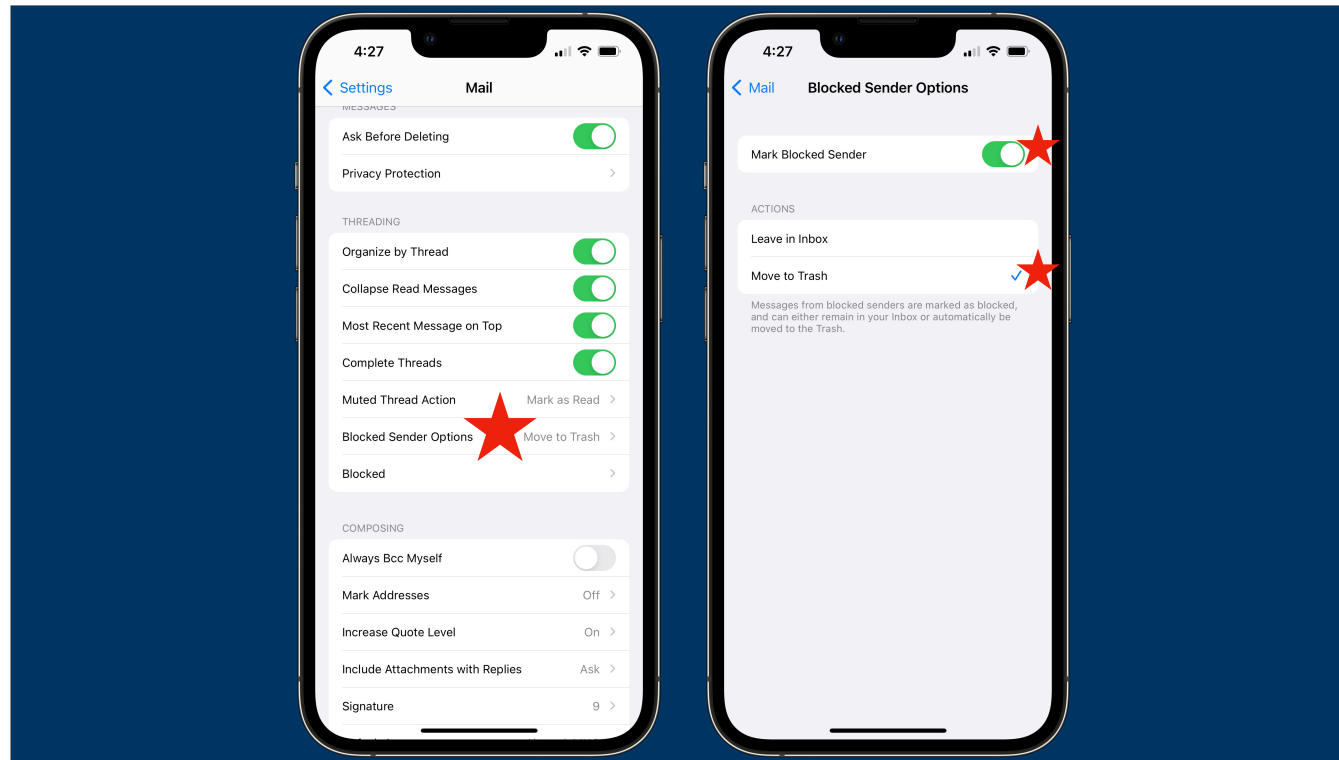 4:27
Settings
Mail
MESSAGES
Ask Before Deleting
Privacy Protection
THREADING
Organize by Thread
Collapse Read Messages
Most Recent Message on Top
Complete Threads
Muted Thread Action Mark as Read
Blocked Sender Options Move to Trash
Blocked
COMPOSING
Always Bcc Myself
Mark Addresses Off
Increase Quote Level On
Include Attachments with Replies Ask
Signature 9
4:27
Mail
Blocked Sender Options
Mark Blocked Sender
ACTIONS
Leave in Inbox
Move to Trash
Messages from blocked senders are marked as blocked,
and can either remain in your Inbox or automatically be
moved to the Trash.